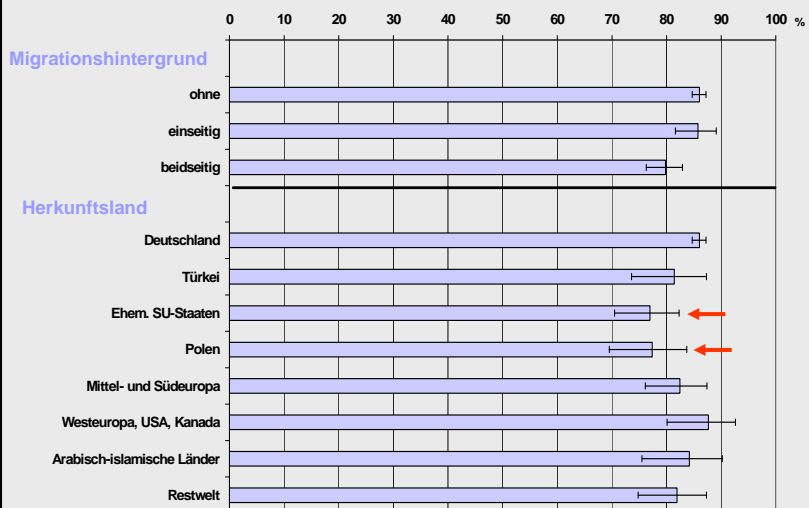 0 10 20 30 40 50 60 70 80 90 100 %
Migrationshintergrund
ohne
einseitig
beidseitig
Herkunftsland
Deutschland
Türkei
Ehem. SU-Staaten
Polen
Mittel- und Südeuropa
Westeuropa, USA, Kanada
Arabisch-islamische Länder
Restwelt